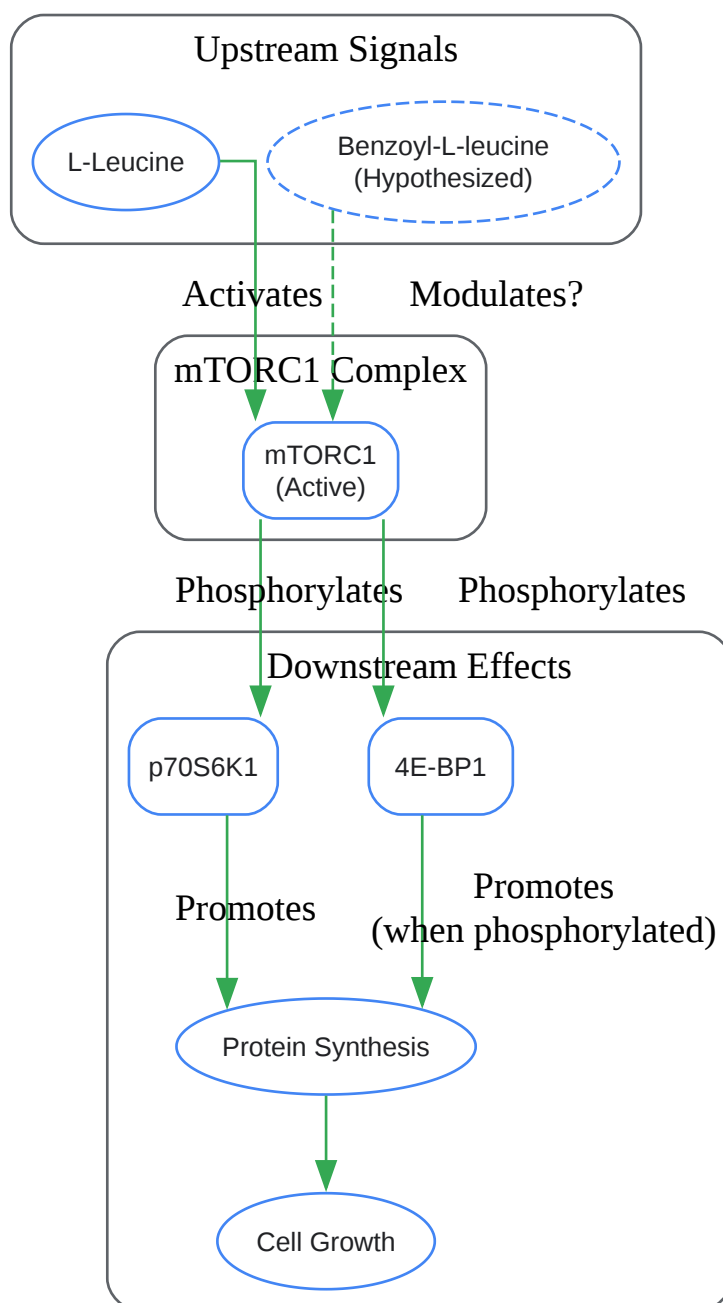 Upstream Signals
L-Leucine
Benzoyl-L-leucine
(Hypothesized)
Activates
Modulates?
mTORC1 Complex
mTORC1
(Active)
Phosphorylates
Phosphorylates
Downstream Effects
p70S6K1
4E-BP1
Promotes
Promotes
(when phosphorylated)
Protein Synthesis
Cell Growth